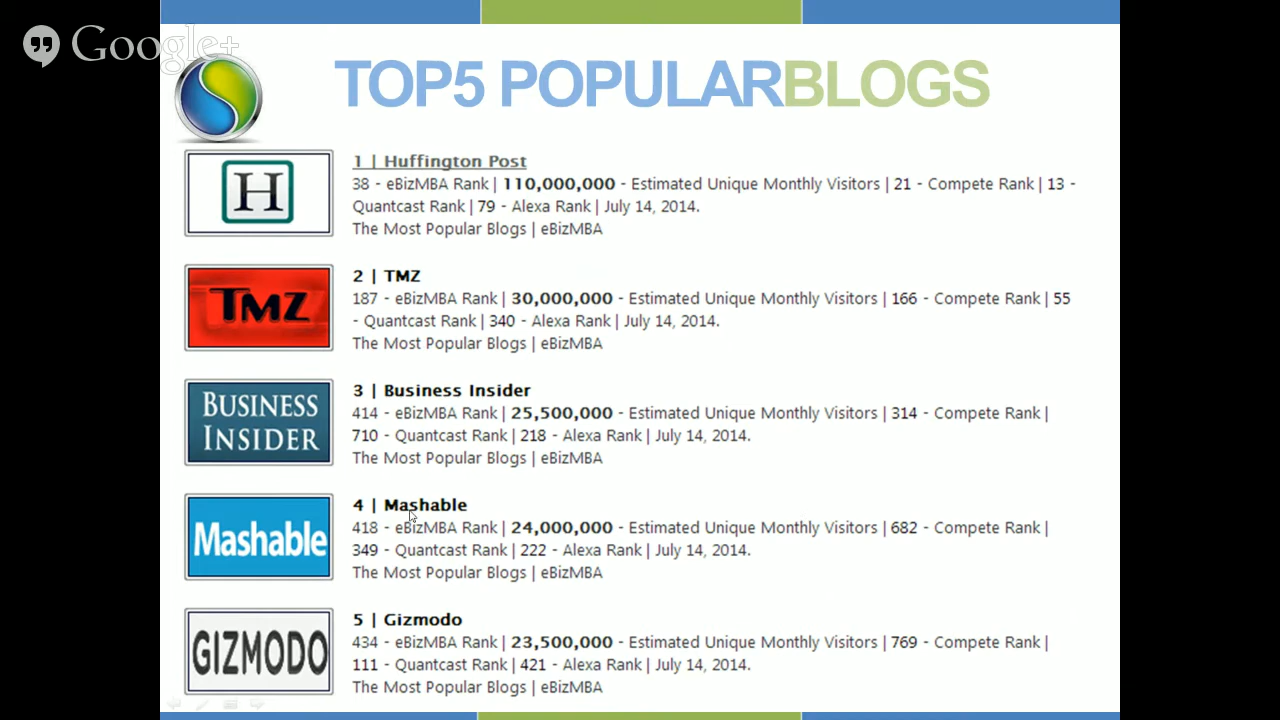 Google+
TOP5 POPULARBLOGS
H
1 | Huffington Post
38 - eBizMBA Rank | 110,000,000 - Estimated Unique Monthly Visitors | 21 - Compete Rank | 13 -
Quantcast Rank | 79 - Alexa Rank | July 14, 2014.
The Most Popular Blogs | eBizMBA
TMZ
2 | TMZ
187 - eBizMBA Rank | 30,000,000 - Estimated Unique Monthly Visitors | 166 - Compete Rank | 55
- Quantcast Rank | 340 - Alexa Rank | July 14, 2014.
The Most Popular Blogs | eBizMBA
BUSINESS
INSIDER
3 | Business Insider
414 - eBizMBA Rank | 25,500,000 - Estimated Unique Monthly Visitors | 314 - Compete Rank |
710 - Quantcast Rank | 218 - Alexa Rank | July 14, 2014.
The Most Popular Blogs | eBizMBA
Mashable
4 | Mashable
418 - eBizMBA Rank | 24,000,000 - Estimated Unique Monthly Visitors | 682 - Compete Rank |
349 - Quantcast Rank | 222 - Alexa Rank | July 14, 2014.
The Most Popular Blogs | eBizMBA
GIZMODO
5 | Gizmodo
434 - eBizMBA Rank | 23,500,000 - Estimated Unique Monthly Visitors | 769 - Compete Rank |
111 - Quantcast Rank | 421 - Alexa Rank | July 14, 2014.
The Most Popular Blogs | eBizMBA